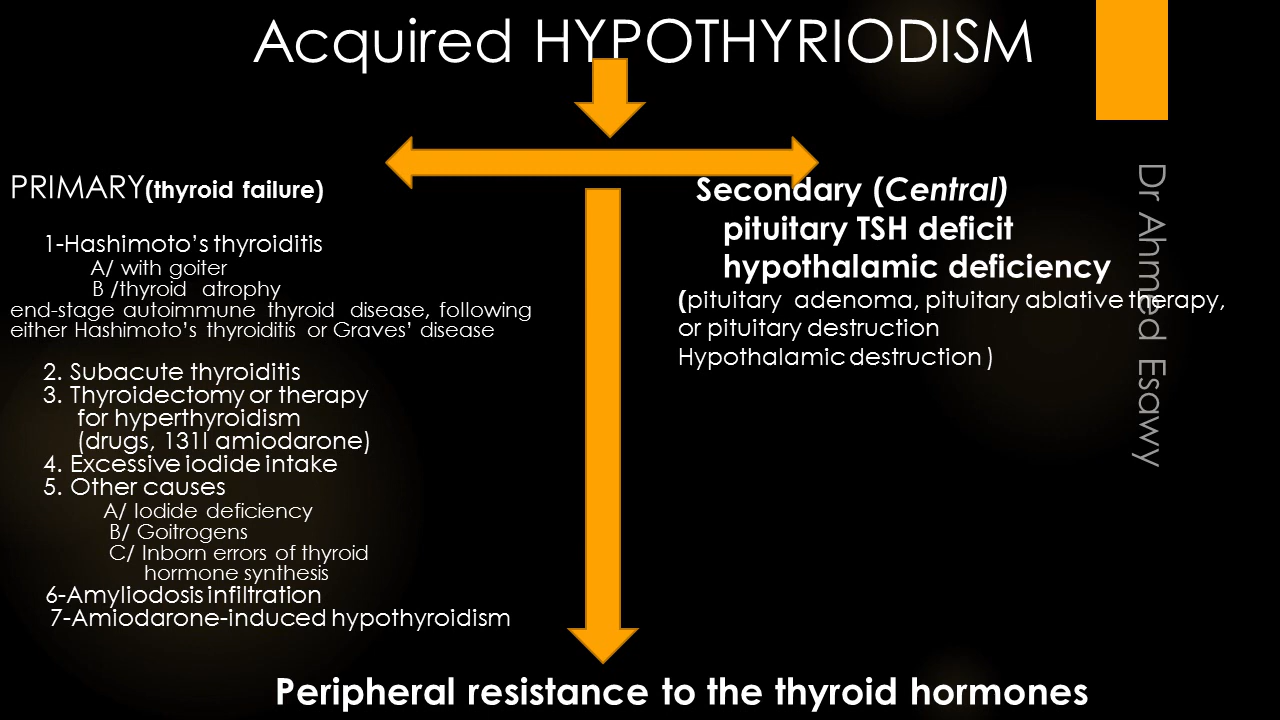 Acquired HYPOTHYRIODISM
PRIMARY(thyroid failure)
1-Hashimoto’s thyroiditis
A/ with goiter
B /thyroid atrophy
end-stage autoimmune thyroid disease, following
either Hashimoto’s thyroiditis or Graves’ disease
2. Subacute thyroiditis
3. Thyroidectomy or therapy
for hyperthyroidism
(drugs, 131I amiodarone)
4. Excessive iodide intake
5. Other causes
A/ Iodide deficiency
B/ Goitrogens
C/ Inborn errors of thyroid
hormone synthesis
6-Amyliodosis infiltration
7-Amiodarone-induced hypothyroidism
Secondary (Central)
pituitary TSH deficit
hypothalamic deficiency
(pituitary adenoma, pituitary ablative therapy,
or pituitary destruction
Hypothalamic destruction )
Peripheral resistance to the thyroid hormones
Dr Ahmed Esawy